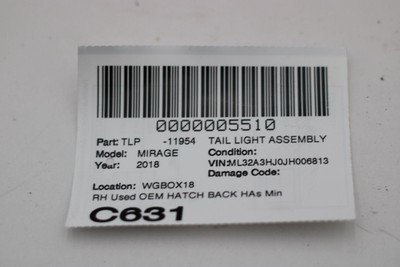 0000005510
Part: TLP -11954 TAIL LIGHT ASSEMBLY
Model: MIRAGE Condition:
Year: 2018 VIN:ML32A3HJ0JH006813
Damage Code:
Location: WGBOX18
RH Used OEM HATCH BACK HAs Min
C631